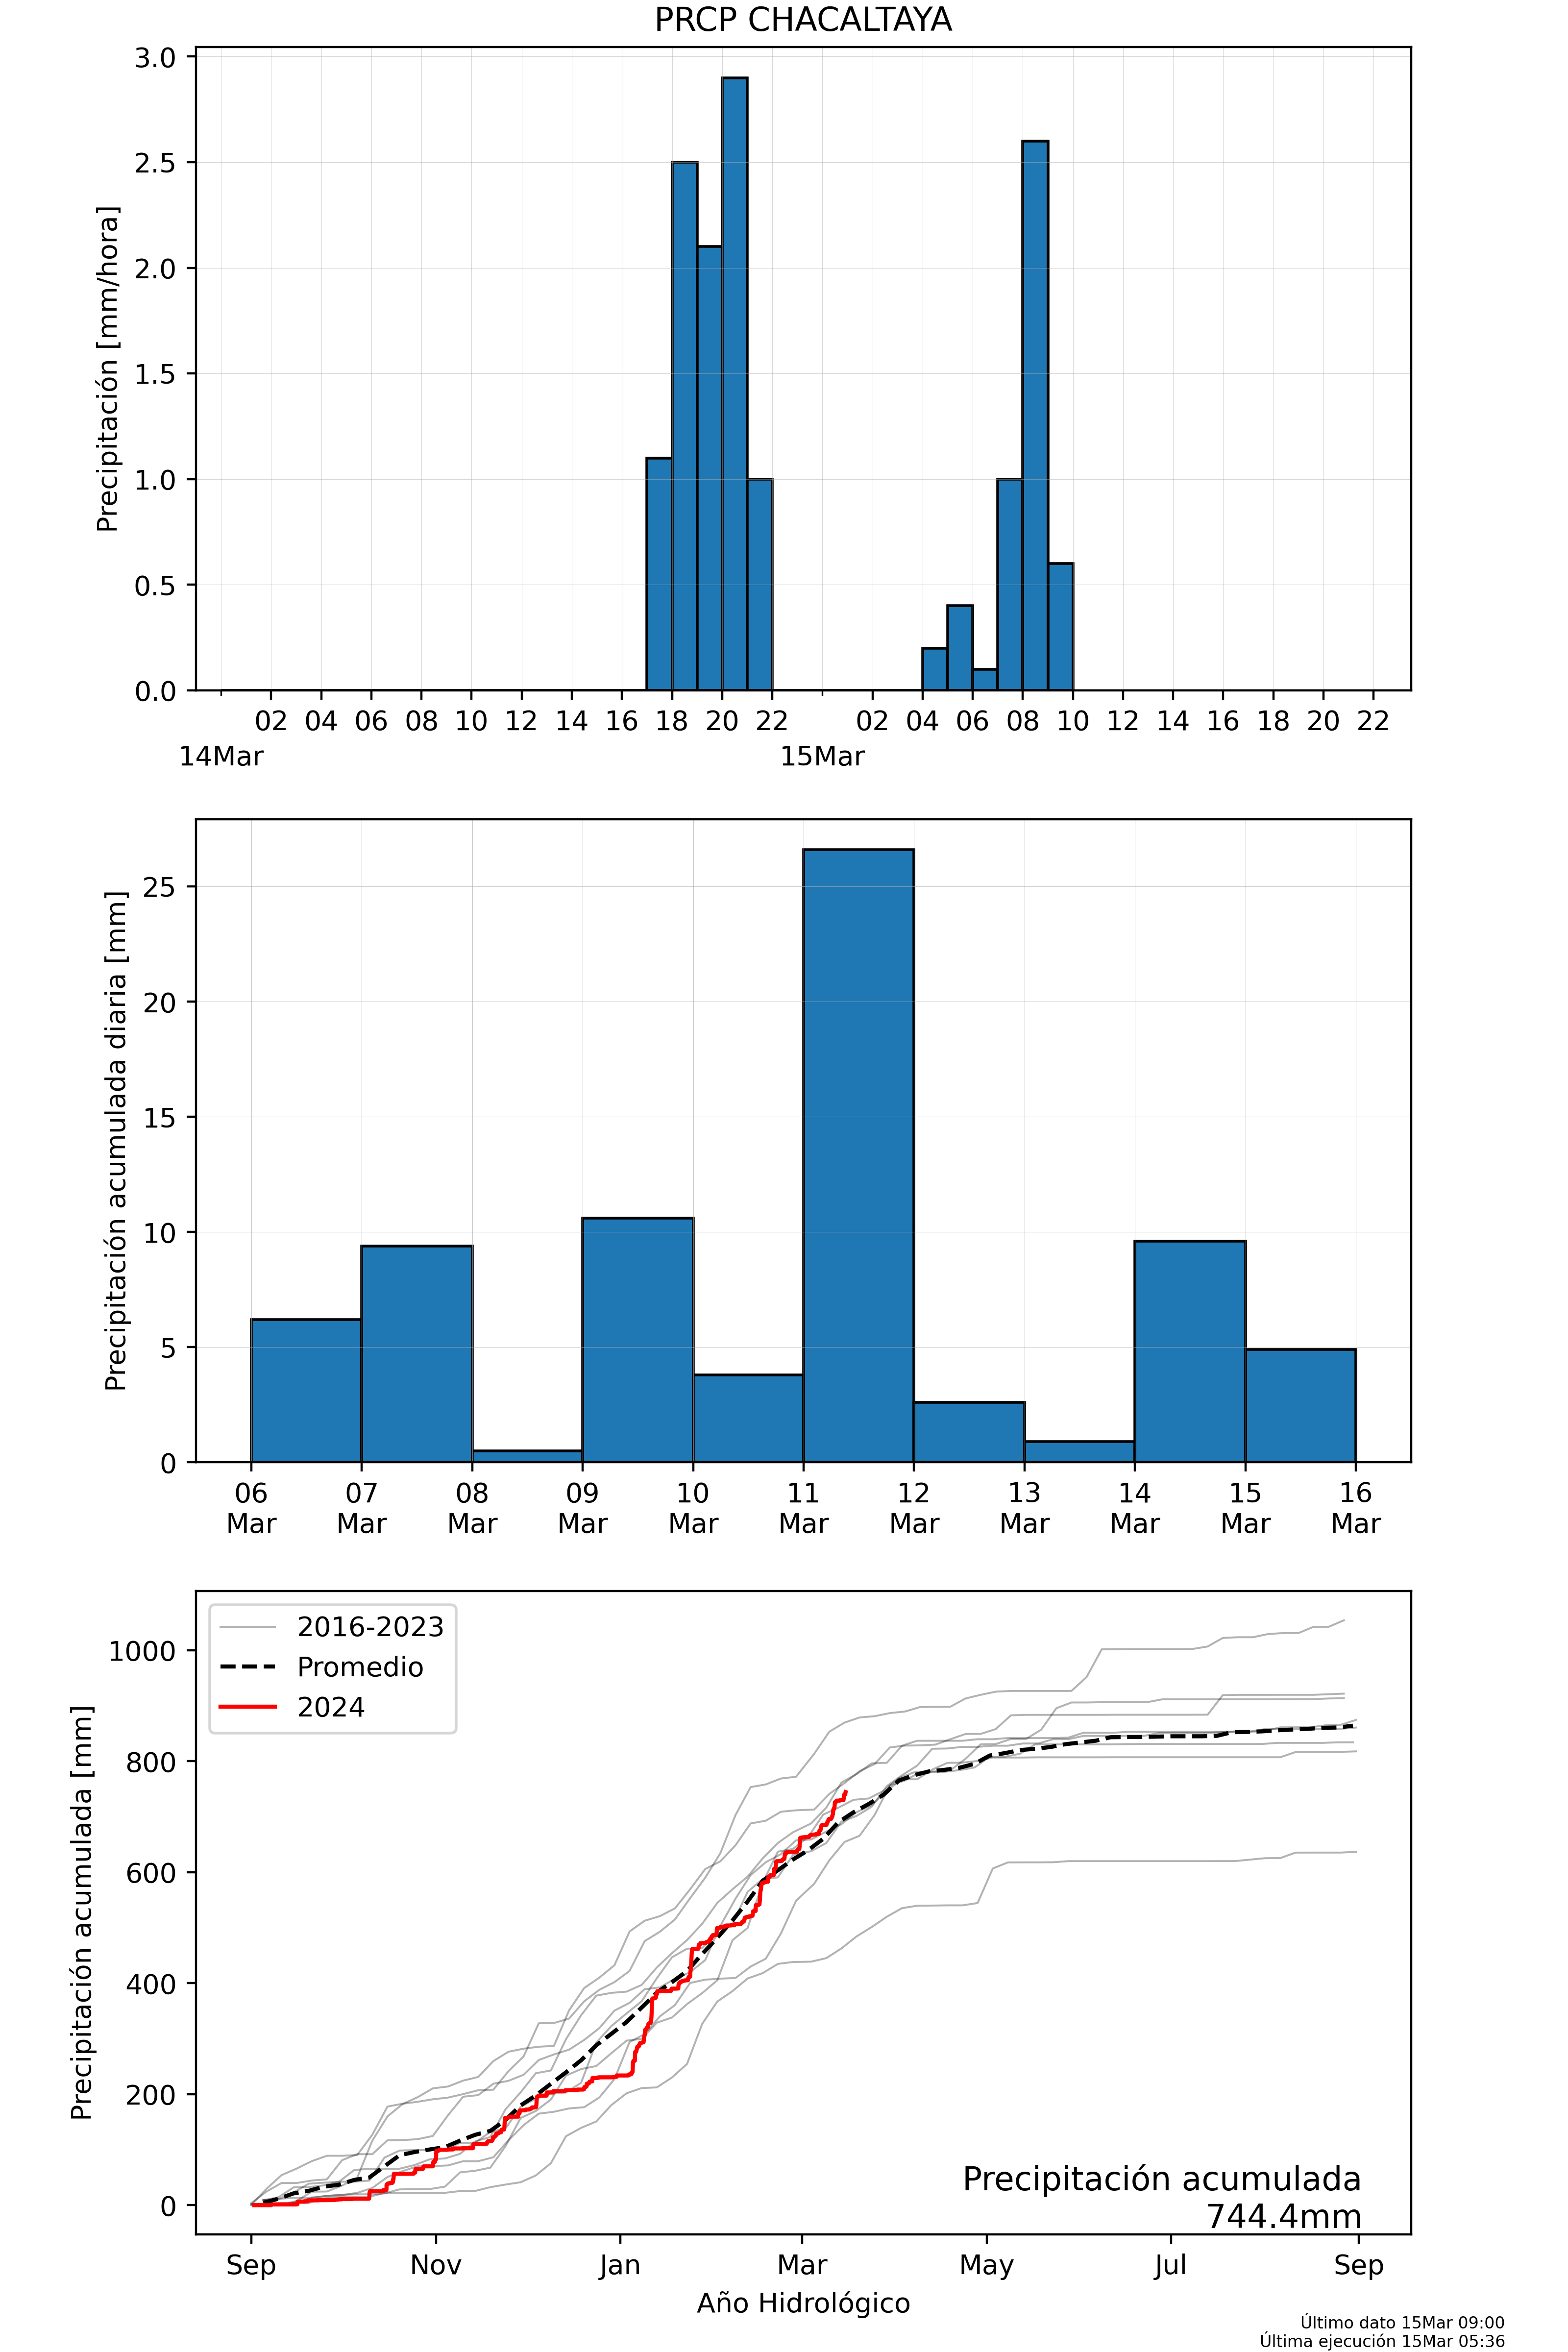 PRCP CHACALTAYA
Precipitación [mm/hora]
3.0
2.5
2.0
1.5
1.0
0.5
0.0
02 04 06 08 10 12 14 16 18 20 22 02 04 06 08 10 12 14 16 18 20 22
14Mar 15Mar
Precipitación acumulada diaria [mm]
25
20
15
10
5
0
06 07 08 09 10 11 12 13 14 15 16
Mar Mar Mar Mar Mar Mar Mar Mar Mar Mar Mar
Precipitación acumulada [mm]
1000
800
600
400
200
0
2016-2023
Promedio
2024
Precipitación acumulada
744.4mm
Sep Nov Jan Mar May Jul Sep
Año Hidrológico
Último dato 15Mar 09:00
Última ejecución 15Mar 05:36